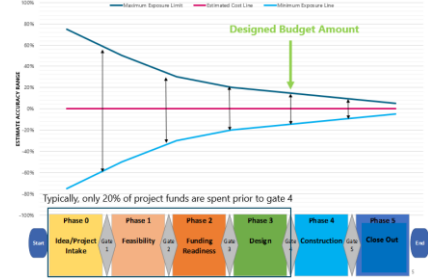 100%
Maximum Exposure Limit Estimated Cost Line Minimum Exposure Line
80%
Designed Budget Amount
60%
40%
20%
0%
-20%
-40%
-60%
-80%
-100%
ESTIMATE ACCURACY RANGE
Typically, only 20% of project funds are spent prior to gate 4
Phase 0 Phase 1 Phase 2 Phase 3 Phase 4 Phase 5
Start Idea/Project Intake Gate 1 Feasibility Gate 2 Funding Readiness Gate 3 Design Gate 4 Construction Gate 5 Close Out End